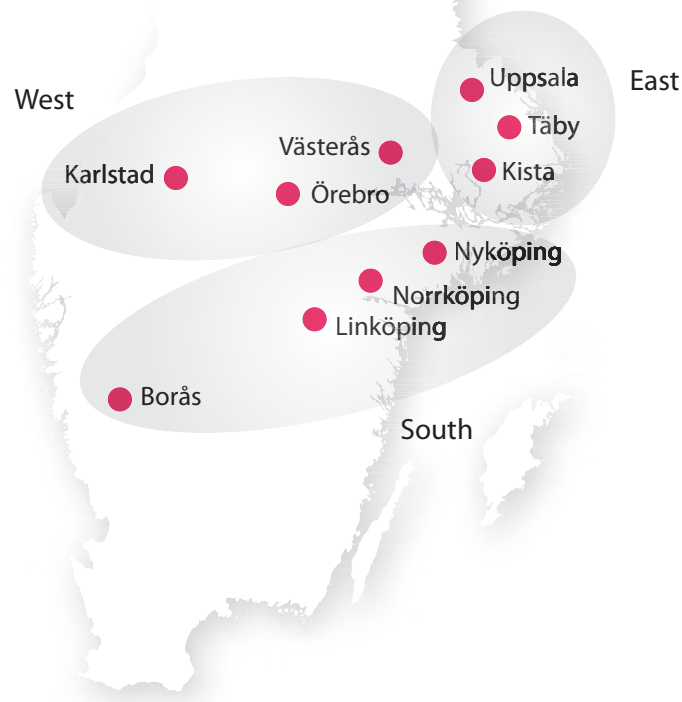 Uppsala
East
West
Täby
Västerås
Karlstad
Kista
Örebro
Nyköping
Norrköping
Linköping
Borås
South